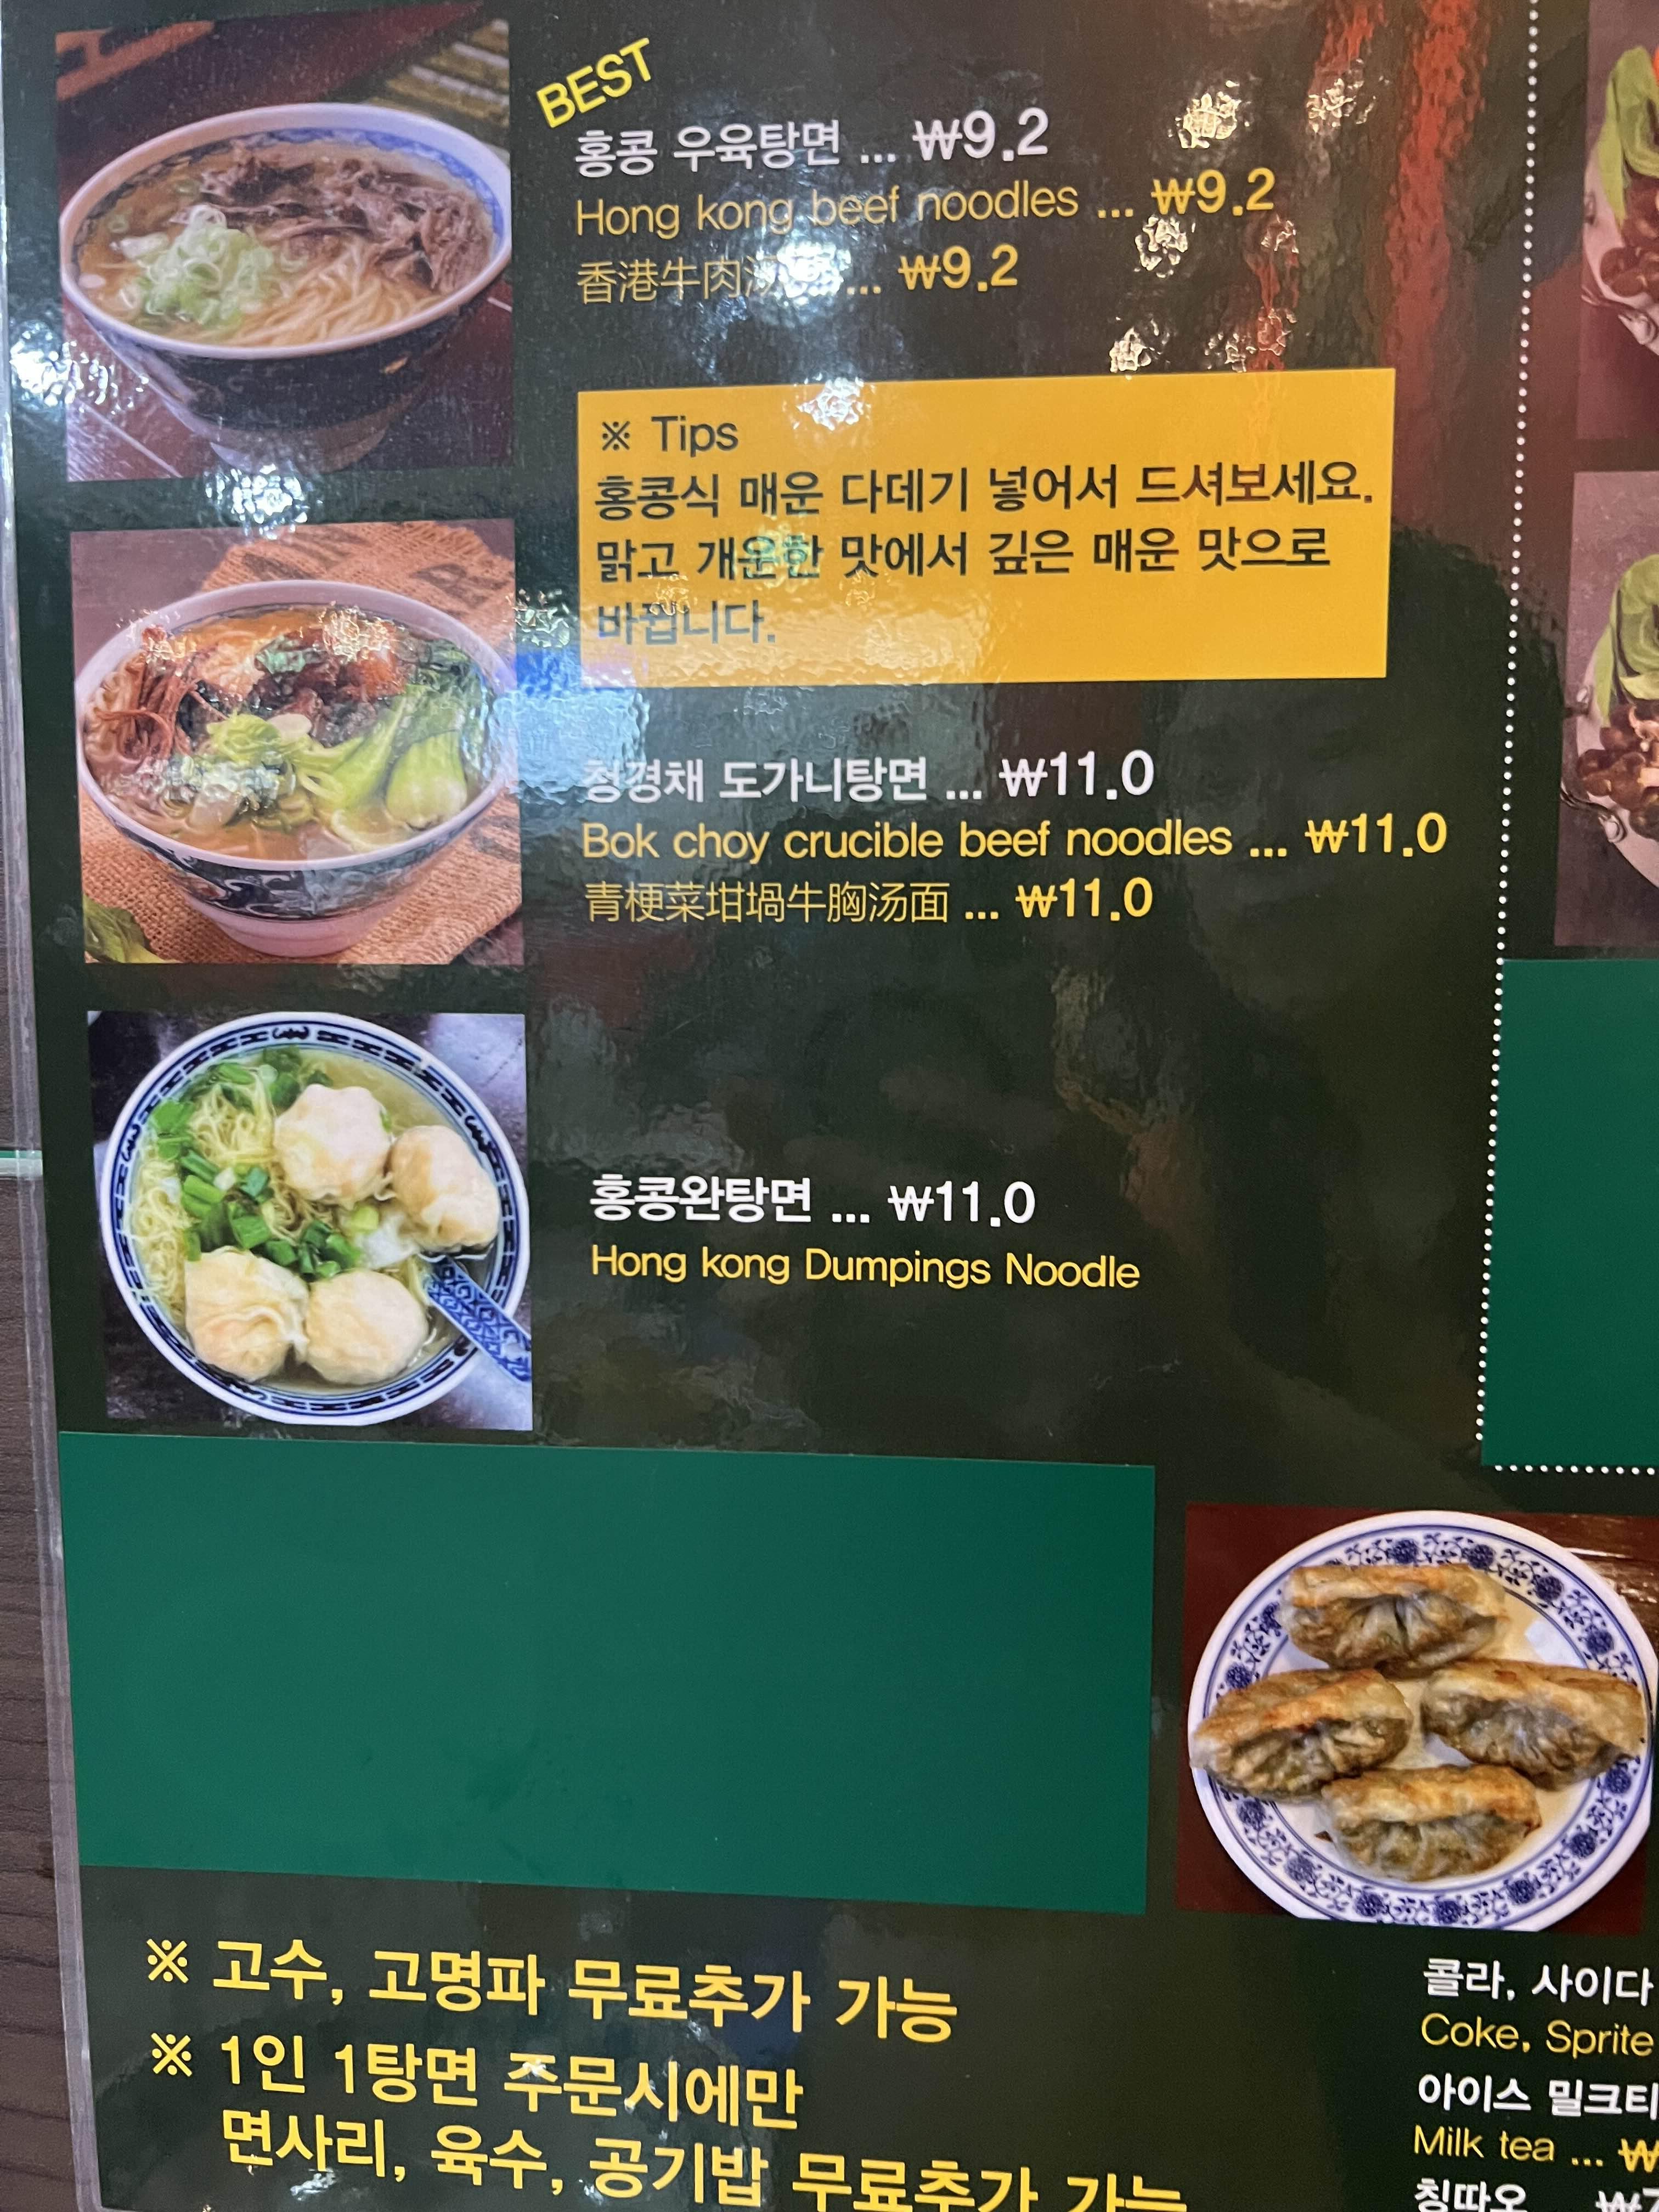 BEST
홍콩 우육탕면 ... ₩9.2
Hong kong beef noodles ... ₩9.2
香港牛肉汤 ... ₩9.2
※ Tips
홍콩식 매운 다데기 넣어서 드셔보세요.
맑고 개운한 맛에서 깊은 매운 맛으로
바뀝니다.
청경채 도가니탕면 ... ₩11.0
Bok choy crucible beef noodles ... ₩11.0
青梗菜坩堝牛胸汤面 ... ₩11.0
홍콩완탕면 ... ₩11.0
Hong kong Dumpings Noodle
※ 고수, 고명파 무료추가 가능
※ 1인 1탕면 주문시에만
면사리, 육수, 공기밥 무료추가 가능
콜라, 사이다
Coke, Sprite
아이스 밀크티
Milk tea ... ₩
칭따오